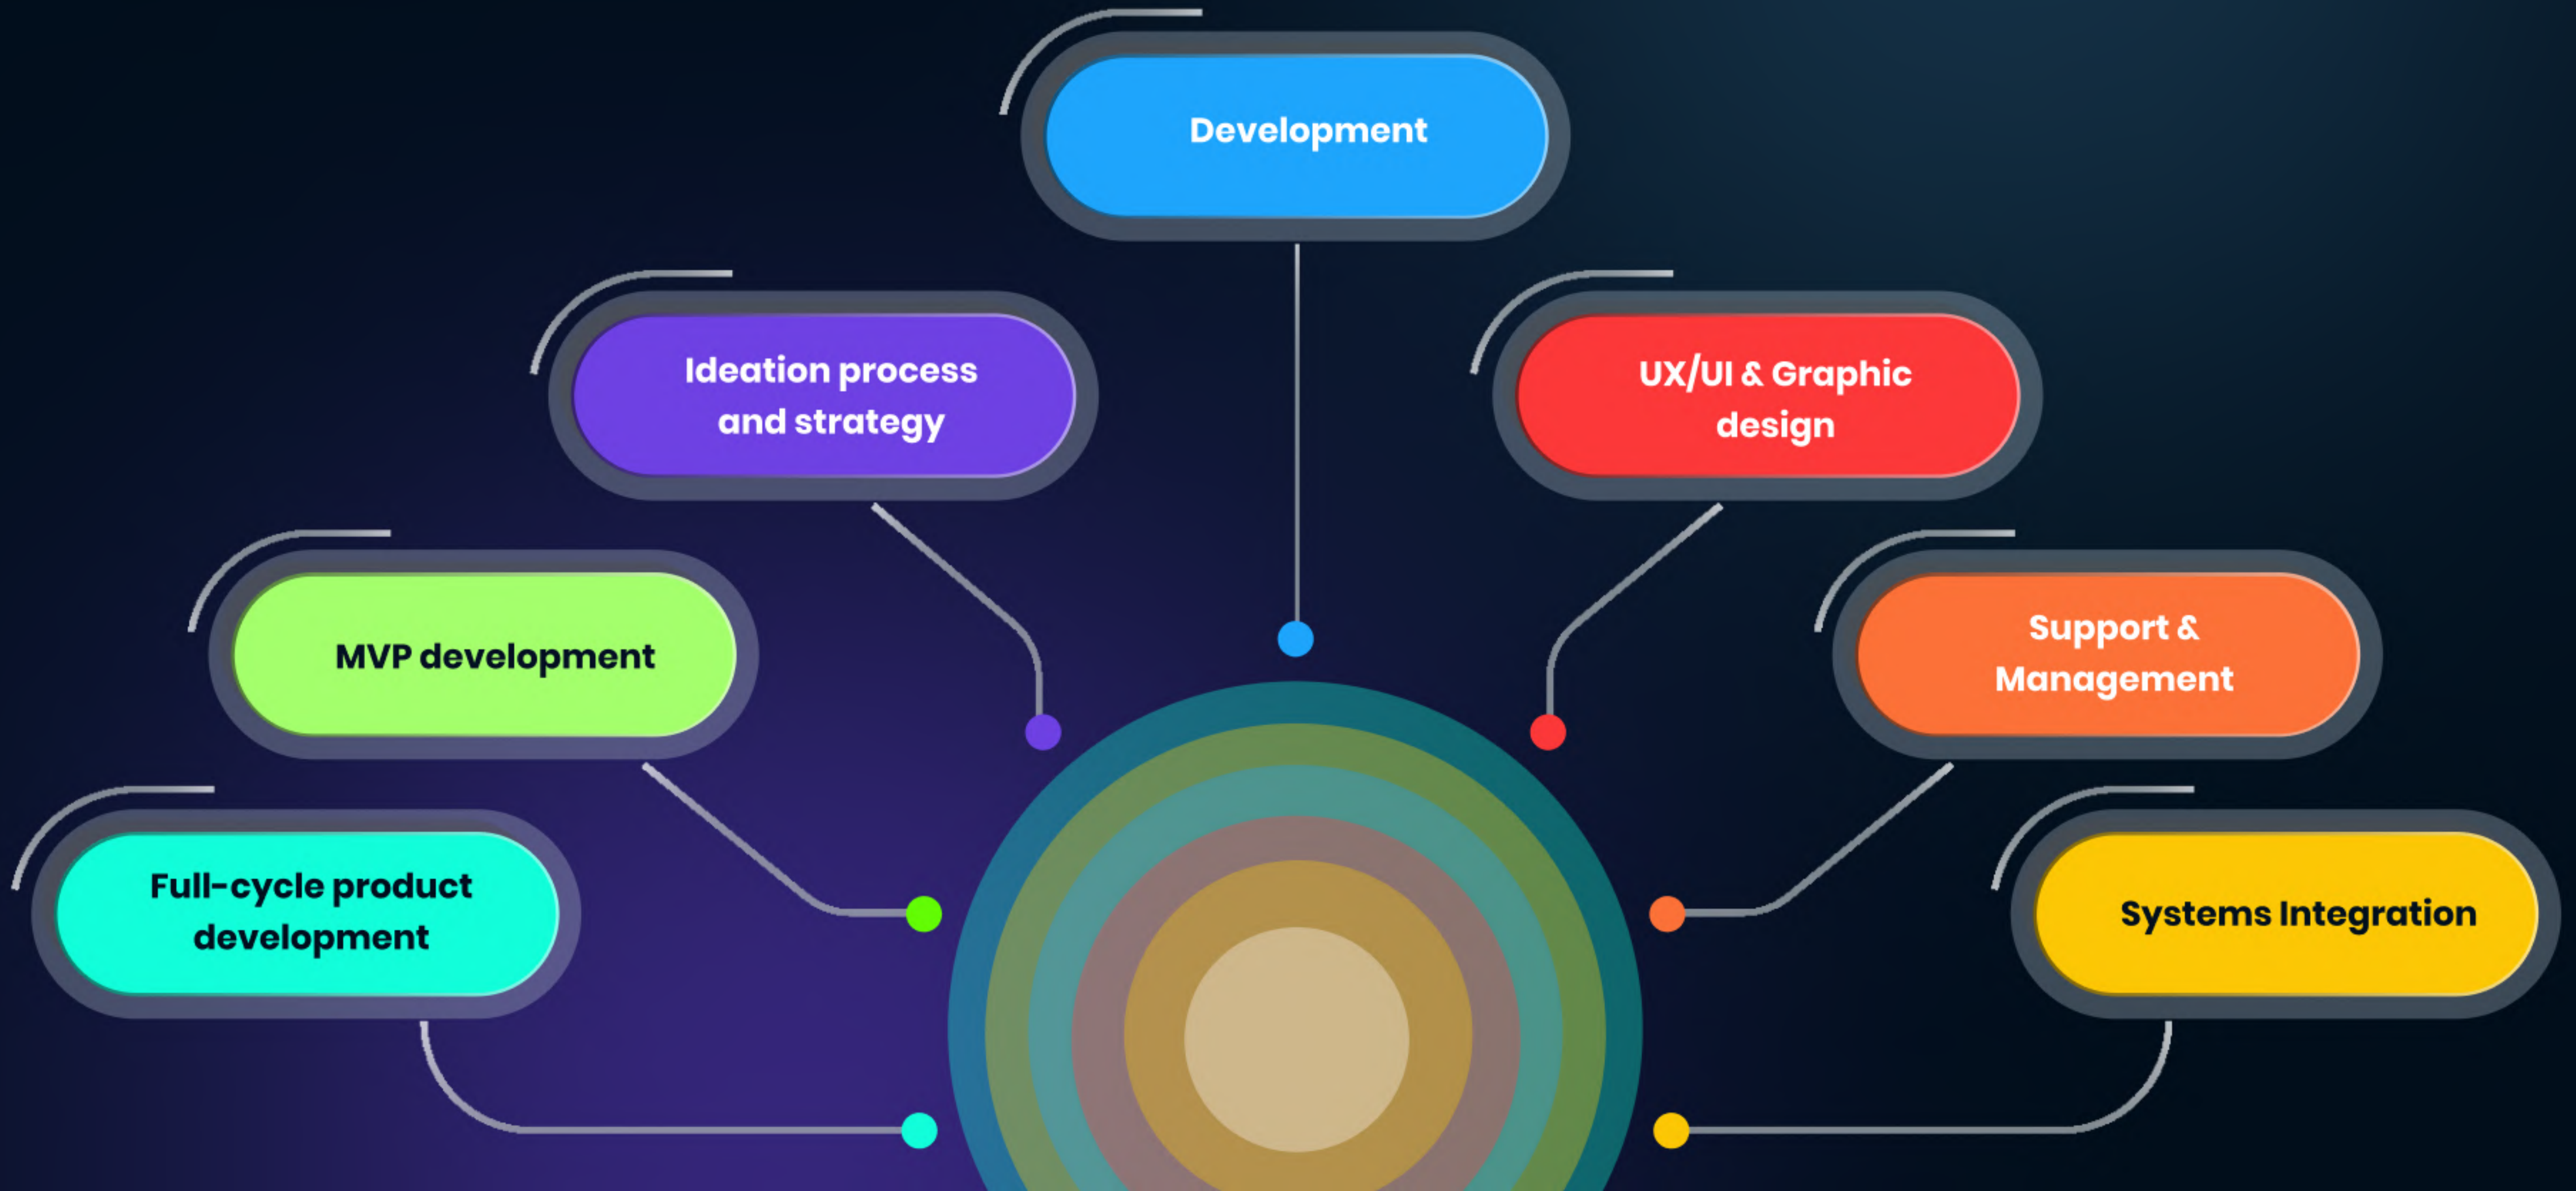 Development
Ideation process
and strategy
UX/UI & Graphic
design
MVP development
Support &
Management
Full-cycle product
development
Systems Integration